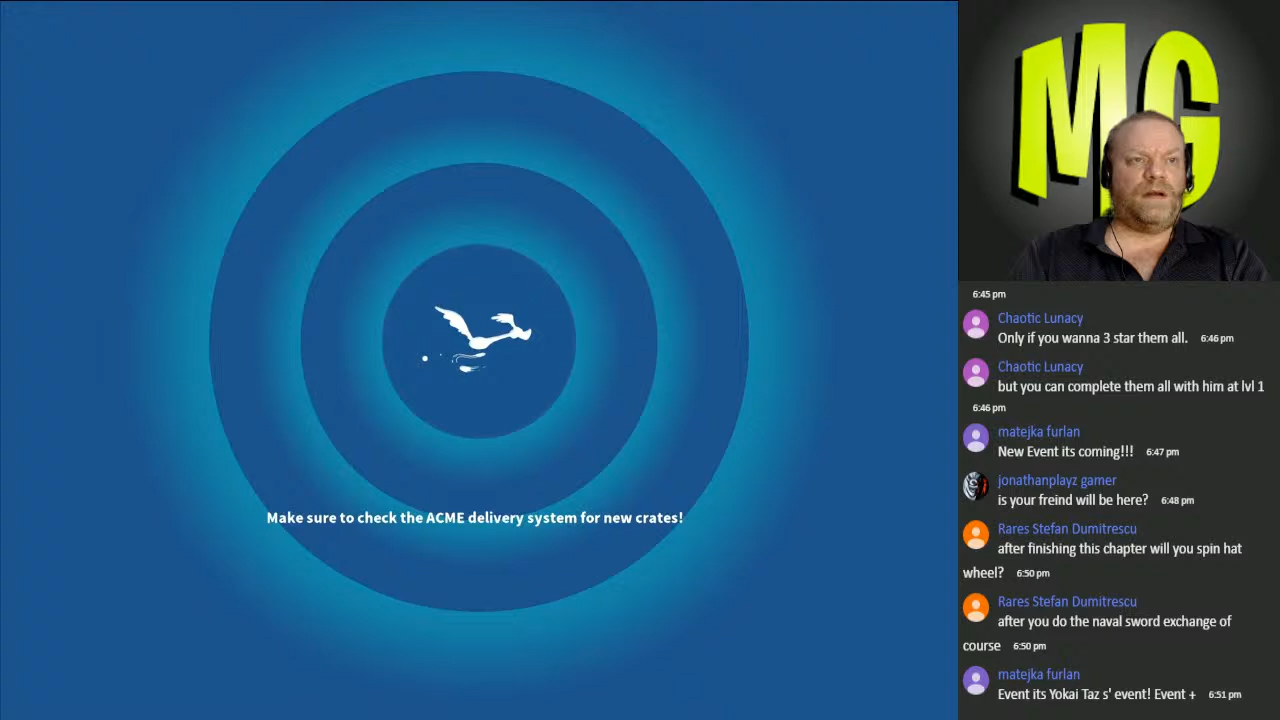 MG
Make sure to check the ACME delivery system for new crates!
6:45 pm
Chaotic Lunacy
Only if you wanna 3 star them all. 6:46 pm
Chaotic Lunacy
but you can complete them all with him at lvl 1
6:46 pm
matejka furlan
New Event its coming!!! 6:47 pm
jonathanplayz gamer
is your freind will be here? 6:48 pm
Rares Stefan Dumitrescu
after finishing this chapter will you spin hat
wheel? 6:50 pm
Rares Stefan Dumitrescu
after you do the naval sword exchange of
course 6:50 pm
matejka furlan
Event its Yokai Taz s' event! Event + 6:51 pm